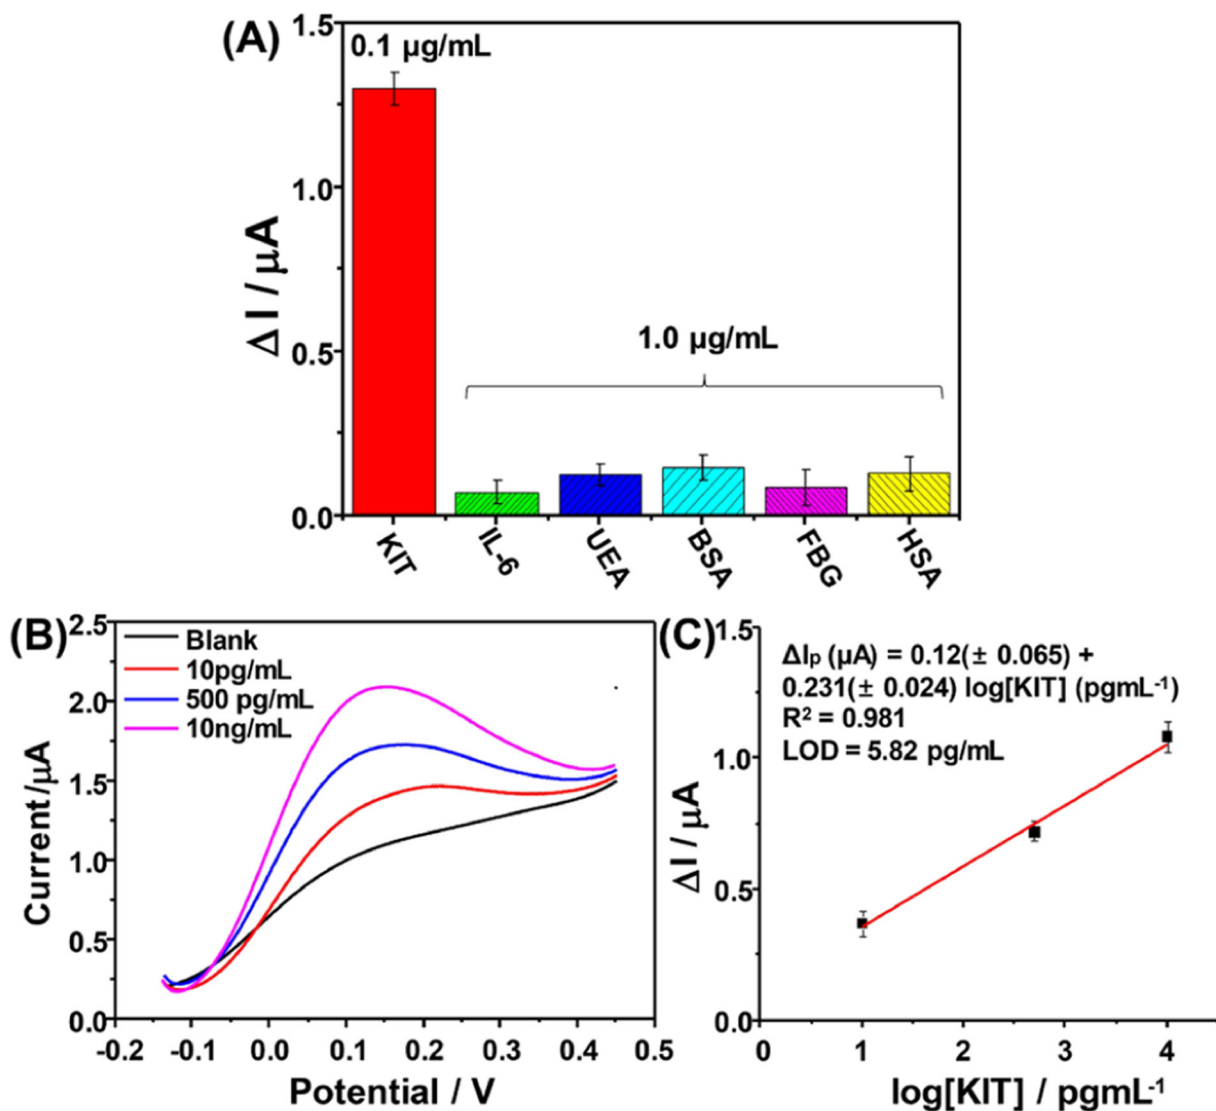 (A)
1.5
0.1 µg/mL
1.0
Δ I / µA
1.0 µg/mL
0.5
0.0
KIT
IL-6
UEA
BSA
FBG
HSA
(B)
2.5
Blank
10pg/mL
500 pg/mL
10ng/mL
2.0
1.5
Current/µA
1.0
0.5
0.0
-0.2
-0.1
0.0
0.1
0.2
0.3
0.4
0.5
Potential / V
(C)
1.5
ΔIₚ (µA) = 0.12(± 0.065) +
0.231(± 0.024) log[KIT] (pgmL⁻¹)
R² = 0.981
LOD = 5.82 pg/mL
1.0
Δ I / µA
0.5
0.0
0
1
2
3
4
log[KIT] / pgmL⁻¹